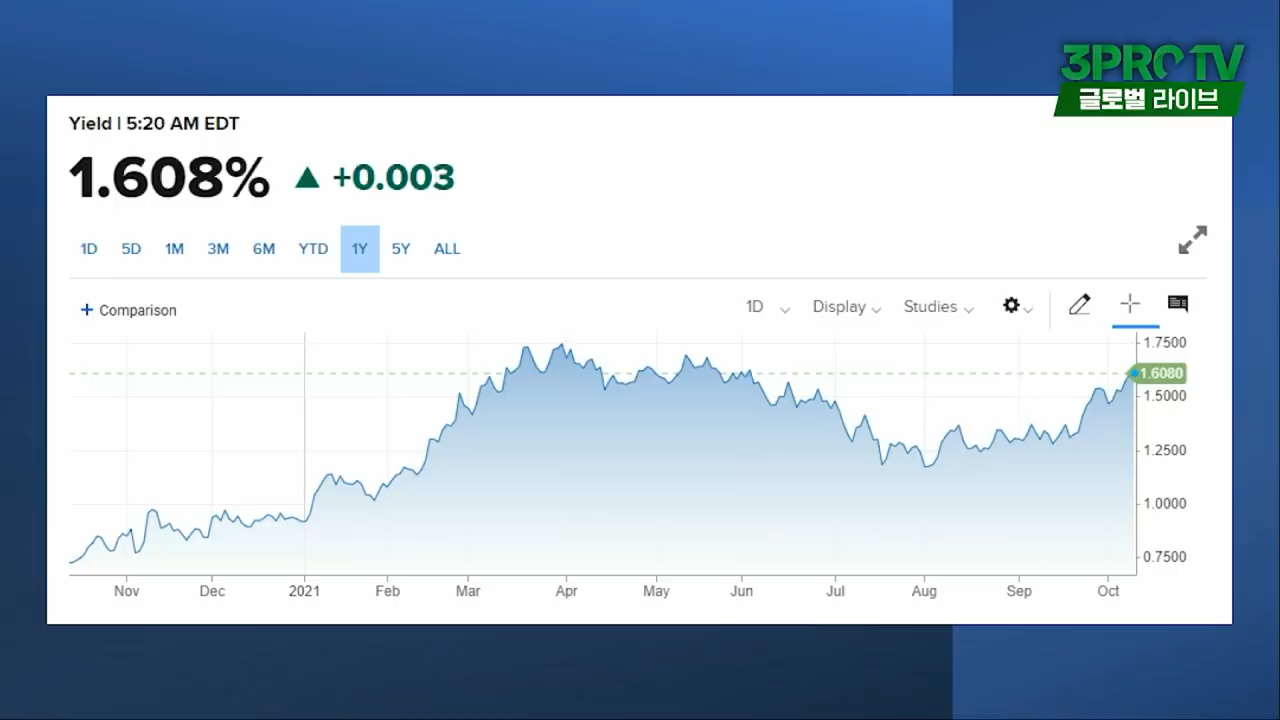 3PRO TV
글로벌 라이브
Yield | 5:20 AM EDT
1.608% ▲ +0.003
1D 5D 1M 3M 6M YTD 1Y 5Y ALL
+ Comparison 1D Display Studies
1.7500
1.6080
1.5000
1.2500
1.0000
0.7500
Nov Dec 2021 Feb Mar Apr May Jun Jul Aug Sep Oct